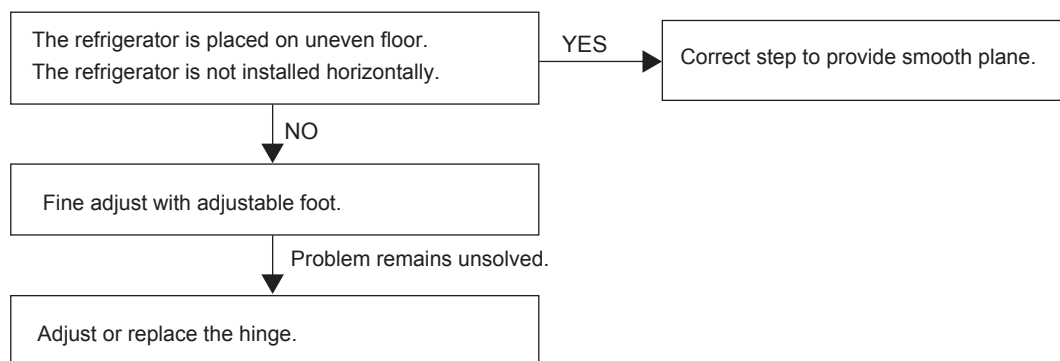 The refrigerator is placed on uneven floor.
The refrigerator is not installed horizontally.
YES
Correct step to provide smooth plane.
NO
Fine adjust with adjustable foot.
Problem remains unsolved.
Adjust or replace the hinge.